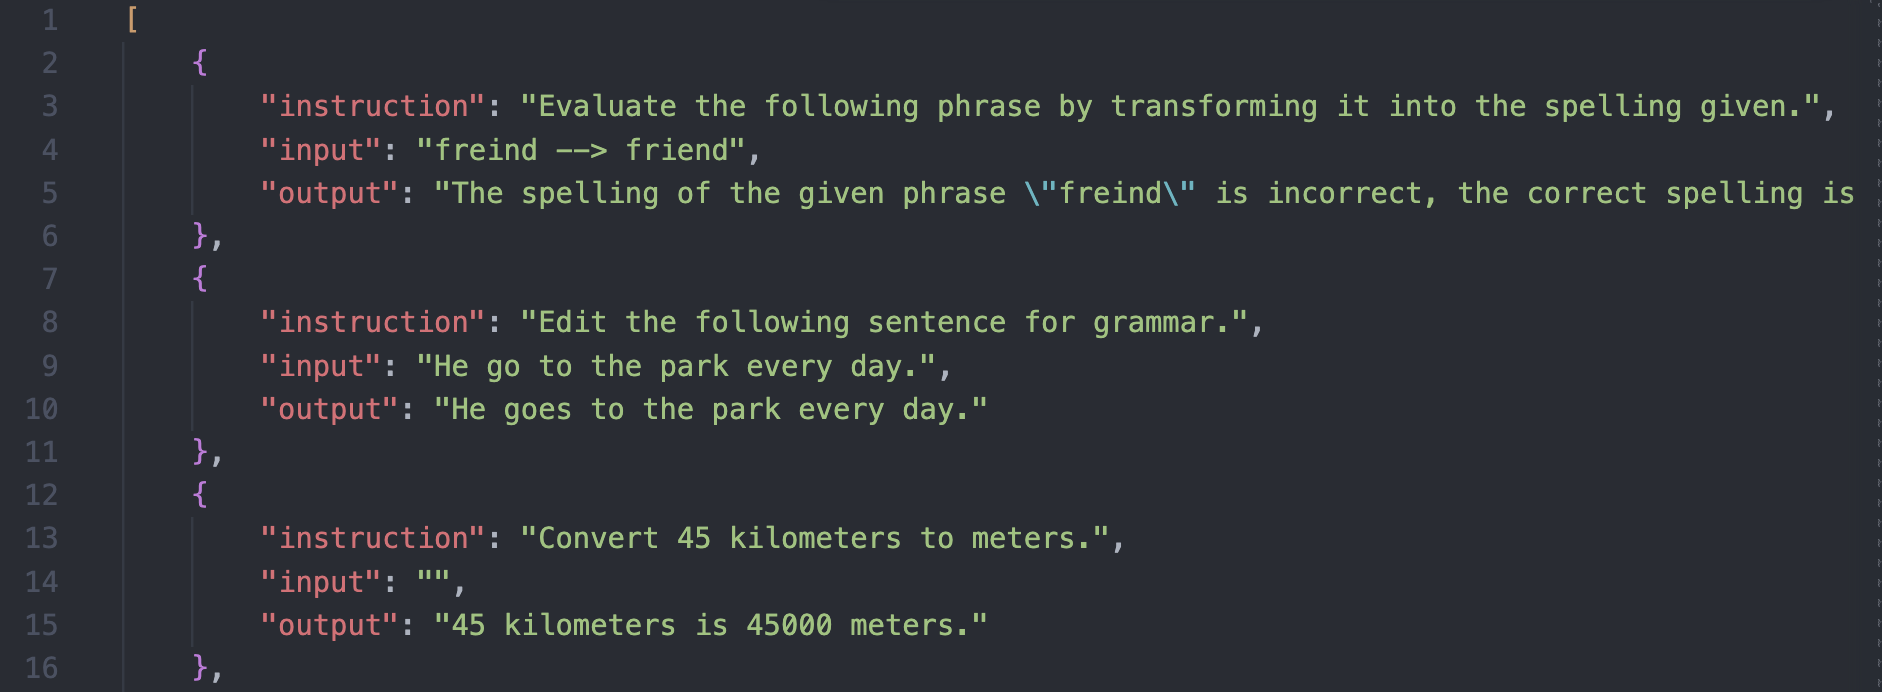 1 [
2 {
3 "instruction": "Evaluate the following phrase by transforming it into the spelling given.",
4 "input": "freind --> friend",
5 "output": "The spelling of the given phrase \"freind\" is incorrect, the correct spelling is
6 },
7 {
8 "instruction": "Edit the following sentence for grammar.",
9 "input": "He go to the park every day.",
10 "output": "He goes to the park every day."
11 },
12 {
13 "instruction": "Convert 45 kilometers to meters.",
14 "input": "",
15 "output": "45 kilometers is 45000 meters."
16 },